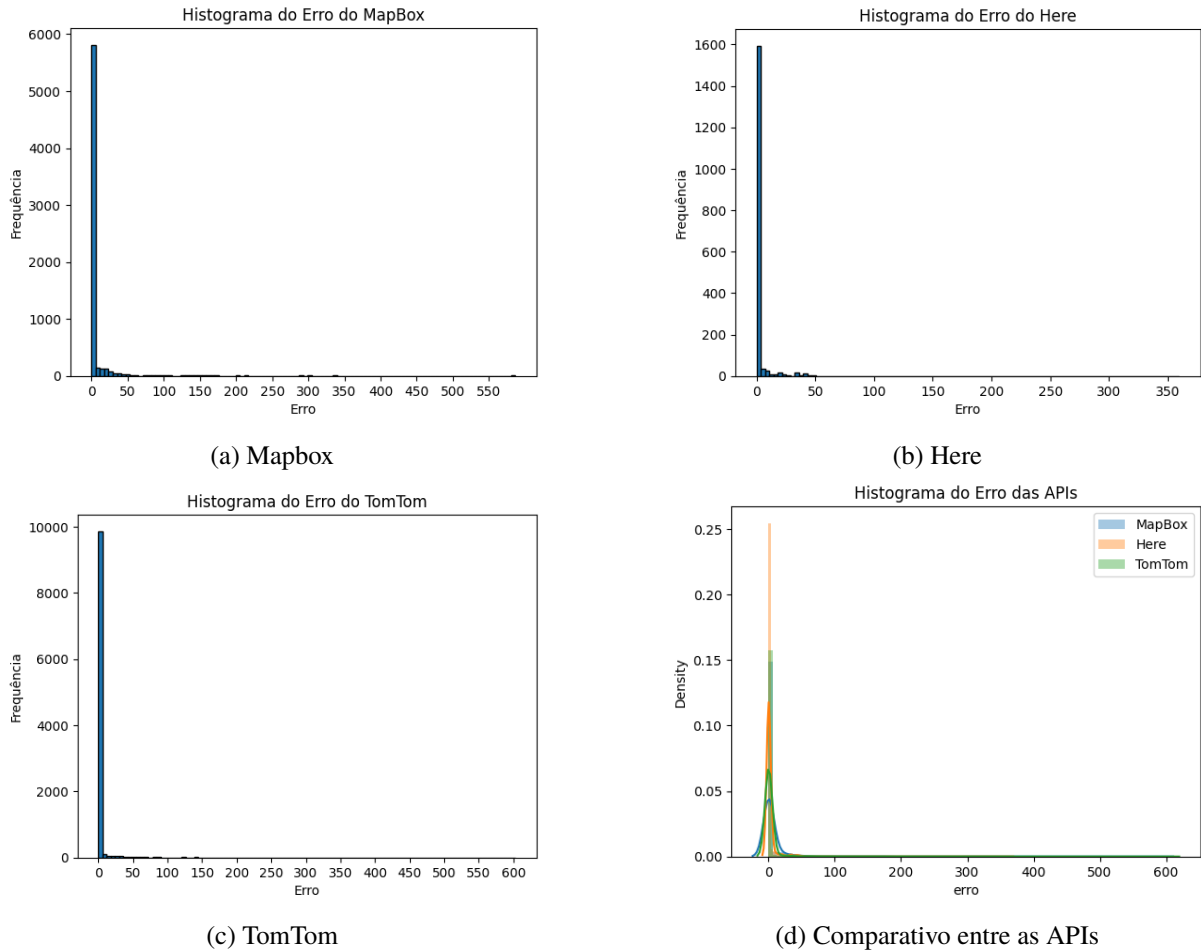 Histograma do Erro do MapBox
6000
5000
4000
3000
2000
1000
0
Frequência
0 50 100 150 200 250 300 350 400 450 500 550
Erro
(a) Mapbox
Histograma do Erro do Here
1600
1400
1200
1000
800
600
400
200
0
Frequência
0 50 100 150 200 250 300 350
Erro
(b) Here
Histograma do Erro do TomTom
10000
8000
6000
4000
2000
0
Frequência
0 50 100 150 200 250 300 350 400 450 500 550 600
Erro
(c) TomTom
Histograma do Erro das APIs
MapBox
Here
TomTom
0.25
0.20
0.15
0.10
0.05
0.00
Density
0 100 200 300 400 500 600
erro
(d) Comparativo entre as APIs